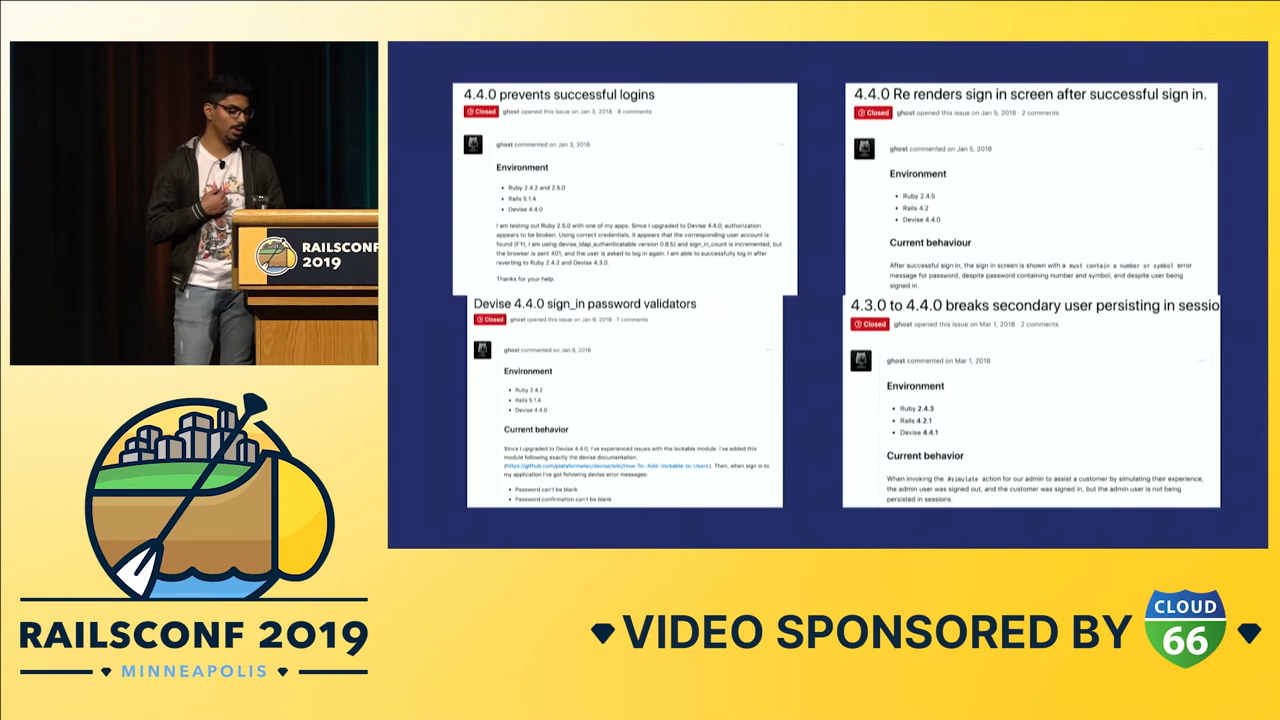 RAILSCONF
2019
4.4.0 prevents successful logins
Closed ghost opened this issue on Jan 3, 2018 · 8 comments
ghost commented on Jan 3, 2018
Environment
• Ruby 2.4.2 and 2.5.0
• Rails 5.1.4
• Devise 4.4.0
I am testing out Ruby 2.5.0 with one of my apps. Since I upgraded to Devise 4.4.0, authorization
appears to be broken. Using correct credentials, it appears that the corresponding user account is
found (FYI, I am using devise_ldap_authenticatable version 0.8.5) and sign_in_count is incremented, but
the browser is sent 401, and the user is asked to log in again. I am able to successfully log in after
reverting to Ruby 2.4.2 and Devise 4.3.0.
Thanks for your help.
4.4.0 Re renders sign in screen after successful sign in.
Closed ghost opened this issue on Jan 5, 2018 · 2 comments
ghost commented on Jan 5, 2018
Environment
• Ruby 2.4.5
• Rails 4.2
• Devise 4.4.0
Current behaviour
After successful sign in, the sign in screen is shown with a must contain a number or symbol error
message for password, despite password containing number and symbol, and despite user being
signed in.
Devise 4.4.0 sign_in password validators
Closed ghost opened this issue on Jan 9, 2018 · 7 comments
ghost commented on Jan 9, 2018
Environment
• Ruby 2.4.2
• Rails 5.1.4
• Devise 4.4.0
Current behavior
Since I upgraded to Devise 4.4.0, I've experienced issues with the lockable module. I've added this
module following exactly the devise documentation.
(https://github.com/plataformatec/devise/wiki/How-To:-Add-:lockable-to-Users). Then, when sign in to
my application I've got following devise error messages:
• Password can't be blank
• Password confirmation can't be blank
4.3.0 to 4.4.0 breaks secondary user persisting in sessio
Closed ghost opened this issue on Mar 1, 2018 · 2 comments
ghost commented on Mar 1, 2018
Environment
• Ruby 2.4.3
• Rails 4.2.1
• Devise 4.4.1
Current behavior
When invoking the #simulate action for our admin to assist a customer by simulating their experience,
the admin user was signed out, and the customer was signed in, but the admin user is not being
persisted in sessions.
RAILSCONF 2019
MINNEAPOLIS
VIDEO SPONSORED BY
CLOUD
66